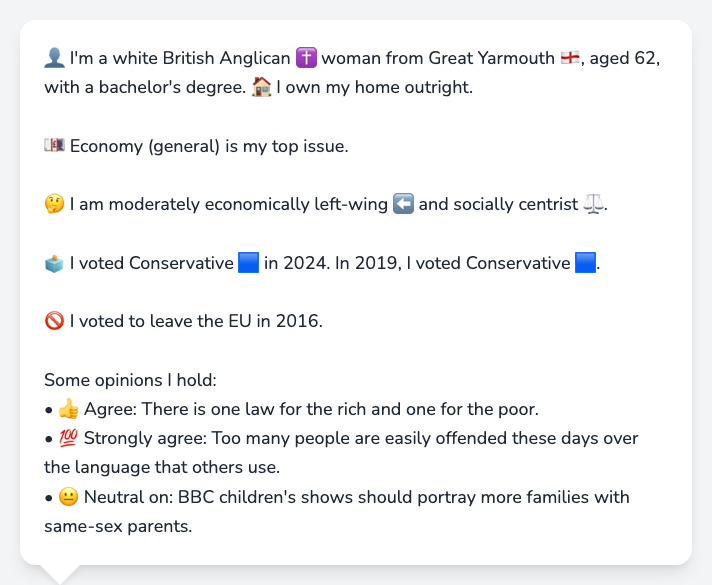 👤 I'm a white British Anglican ✝️ woman from Great Yarmouth 🏴󠁧󠁢󠁥󠁮󠁧󠁿, aged 62,
with a bachelor's degree. 🏠 I own my home outright.
💷 Economy (general) is my top issue.
🤔 I am moderately economically left-wing ⬅️ and socially centrist ⚖️.
🗳️ I voted Conservative 🟦 in 2024. In 2019, I voted Conservative 🟦.
🚫 I voted to leave the EU in 2016.
Some opinions I hold:
• 👍 Agree: There is one law for the rich and one for the poor.
• 💯 Strongly agree: Too many people are easily offended these days over
the language that others use.
• 😐 Neutral on: BBC children's shows should portray more families with
same-sex parents.